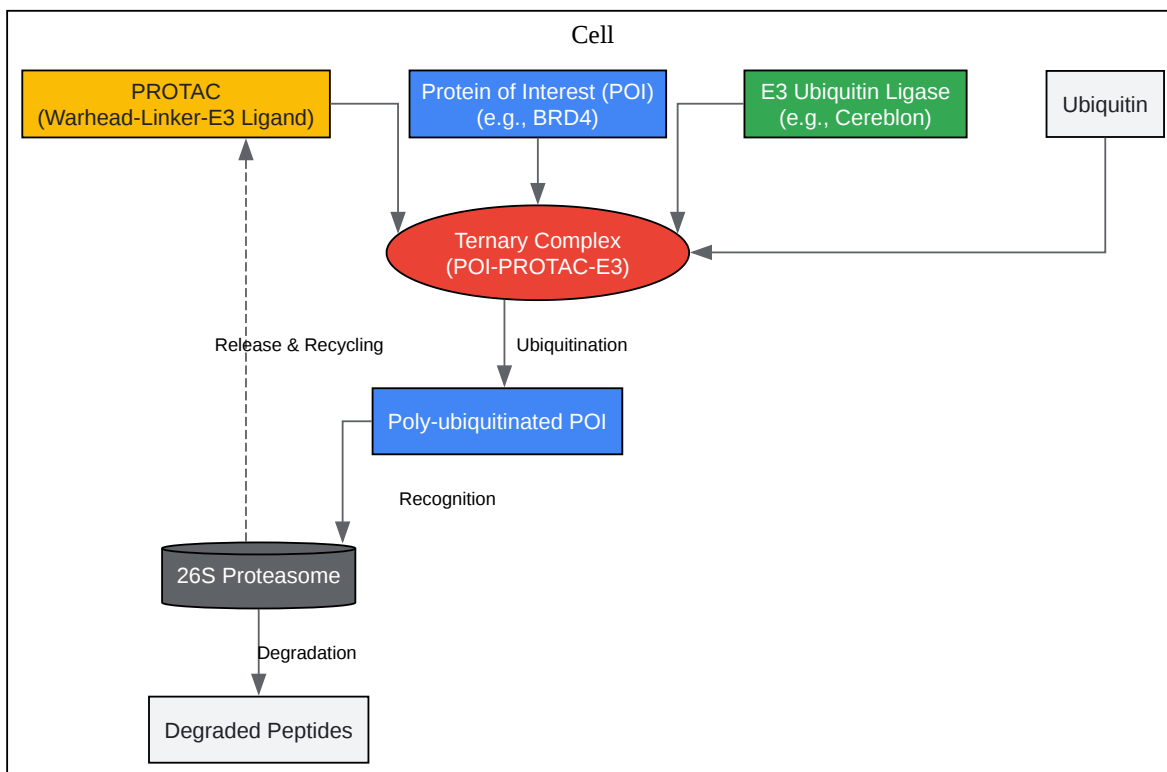 Cell
PROTAC
(Warhead-Linker-E3 Ligand)
Protein of Interest (POI)
(e.g., BRD4)
E3 Ubiquitin Ligase
(e.g., Cereblon)
Ubiquitin
Ternary Complex
(POI-PROTAC-E3)
Release & Recycling
Ubiquitination
Poly-ubiquitinated POI
Recognition
26S Proteasome
Degradation
Degraded Peptides